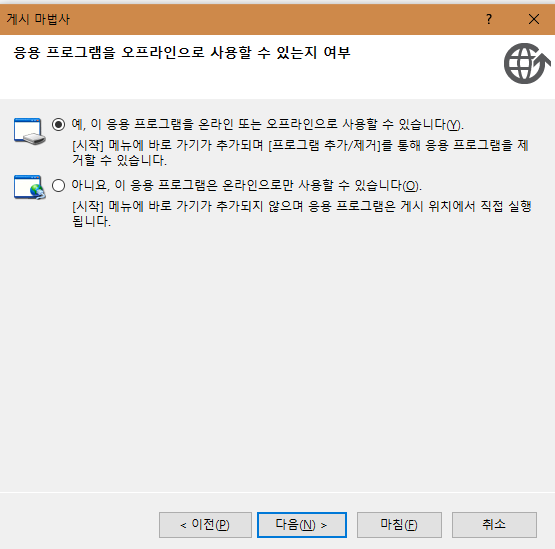 게시 마법사
?
응용 프로그램을 오프라인으로 사용할 수 있는지 여부
예, 이 응용 프로그램을 온라인 또는 오프라인으로 사용할 수 있습니다(Y).
[시작] 메뉴에 바로 가기가 추가되며 [프로그램 추가/제거]를 통해 응용 프로그램을 제
거할 수 있습니다.
아니요, 이 응용 프로그램은 온라인으로만 사용할 수 있습니다(O).
[시작] 메뉴에 바로 가기가 추가되지 않으며 응용 프로그램은 게시 위치에서 직접 실행
됩니다.
< 이전(P)
다음(N) >
마침(F)
취소